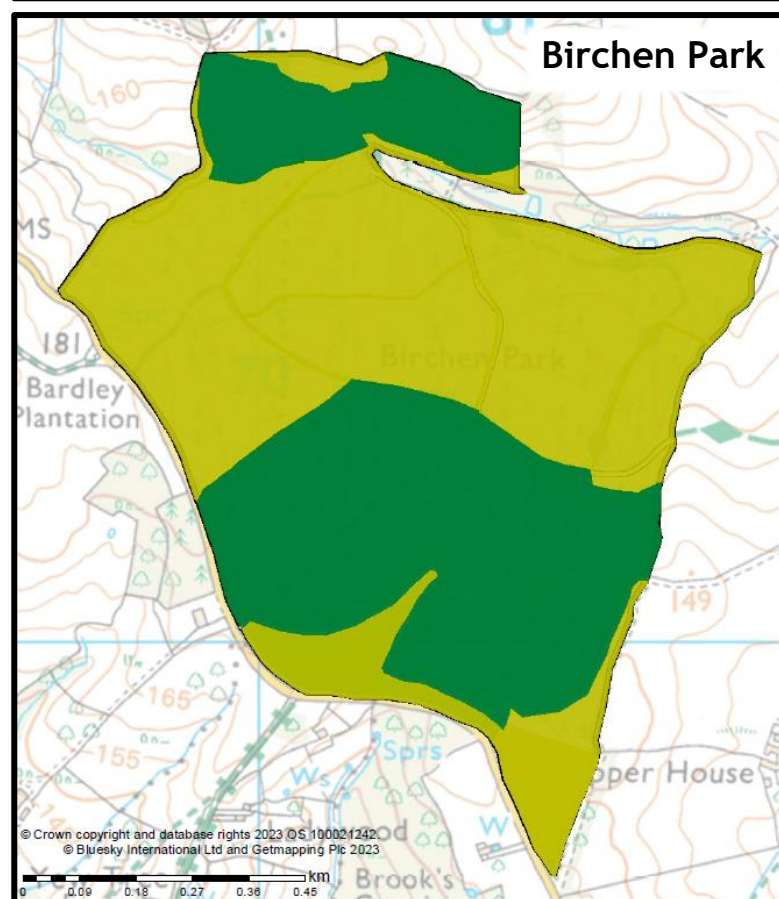 Birchen Park
160
MS
181
Bardley
Plantation
Birchen Park
149
165
155
Sprs
Ws
pper House
W
© Crown copyright and database rights 2023 OS 100021242.
© Bluesky International Ltd and Getmapping Plc 2023
km
0 0.09 0.18 0.27 0.36 0.45
Brook's